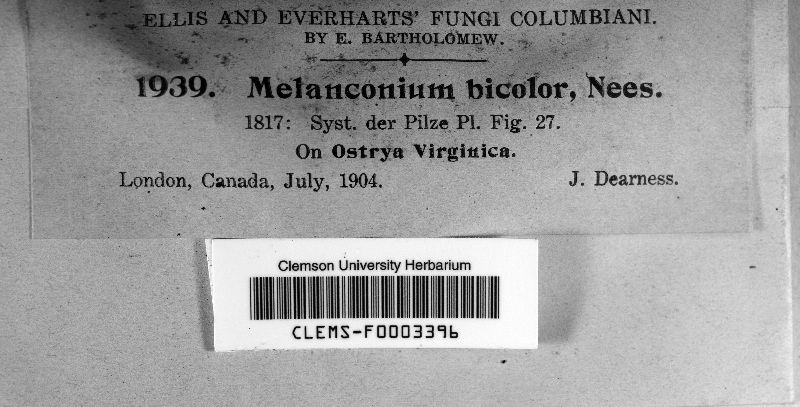 ELLIS AND EVERHARTS' FUNGI COLUMBIANI.
BY E. BARTHOLOMEW.
1939. Melanconium bicolor, Nees.
1817: Syst. der Pilze Pl. Fig. 27.
On Ostrya Virginica.
London, Canada, July, 1904. J. Dearness.
Clemson University Herbarium
CLEMS-F0003396